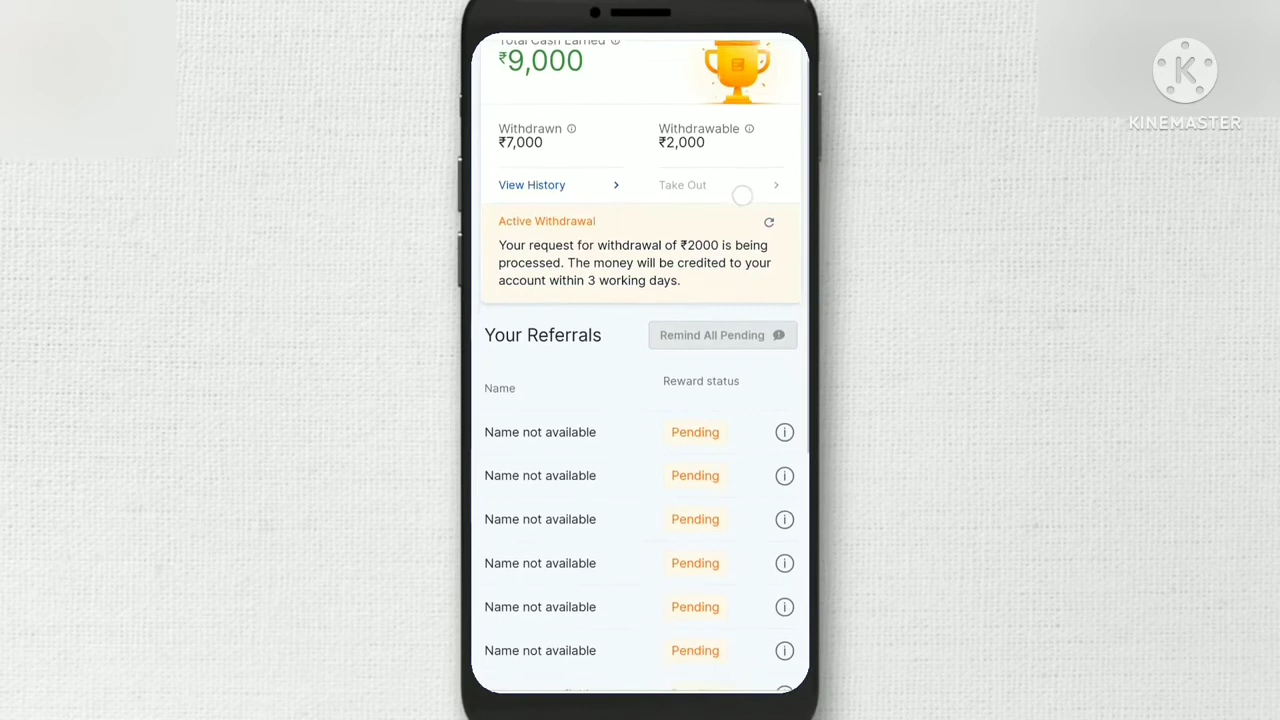 Total Cash Earned
₹9,000
Withdrawn Withdrawable
₹7,000 ₹2,000
View History Take Out
Active Withdrawal
Your request for withdrawal of ₹2000 is being
processed. The money will be credited to your
account within 3 working days.
Your Referrals Remind All Pending
Name Reward status
Name not available Pending
Name not available Pending
Name not available Pending
Name not available Pending
Name not available Pending
Name not available Pending
K
KINEMASTER